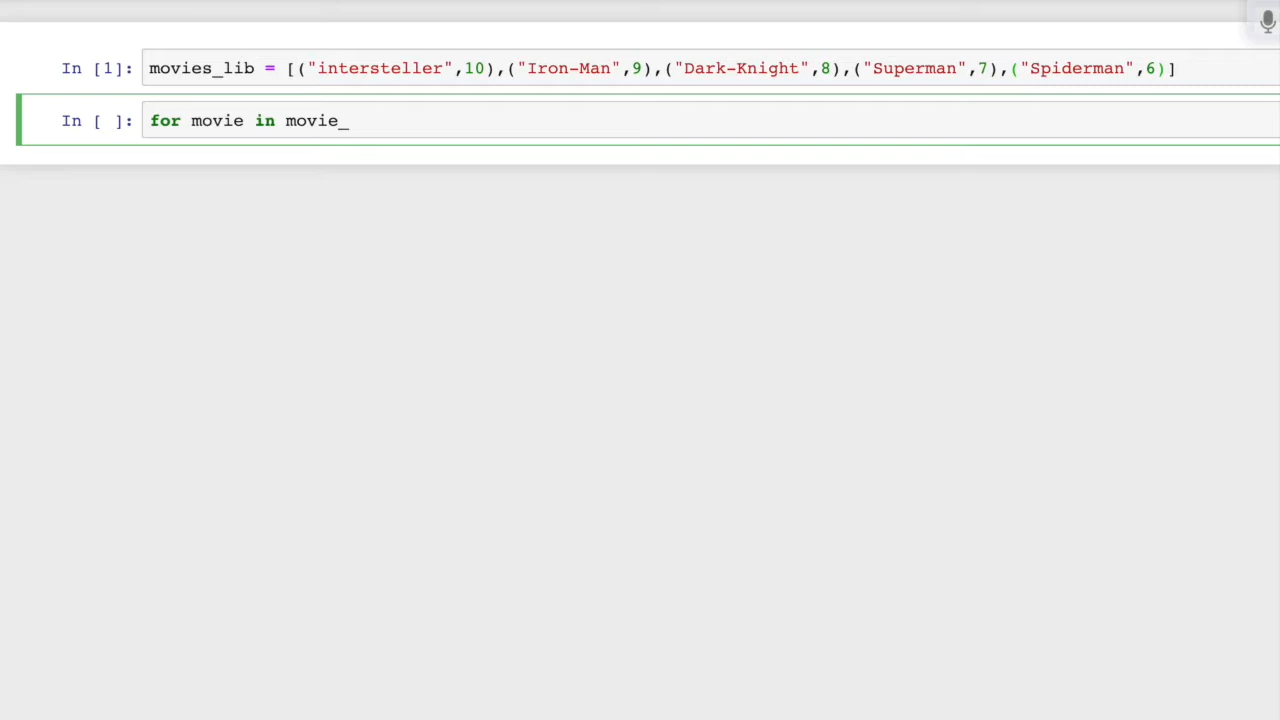 In [1]: movies_lib = [("intersteller",10),("Iron-Man",9),("Dark-Knight",8),("Superman",7),("Spiderman",6)]
In [ ]: for movie in movie_